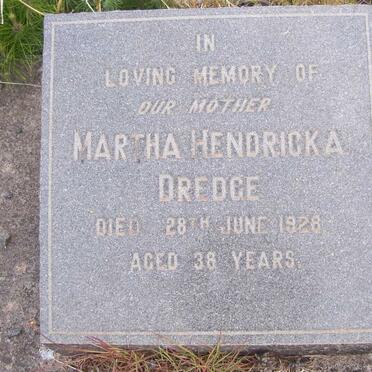 IN
LOVING MEMORY OF
OUR MOTHER
MARTHA HENDRICKA
DREDGE
DIED 28TH JUNE 1928
AGED 38 YEARS.